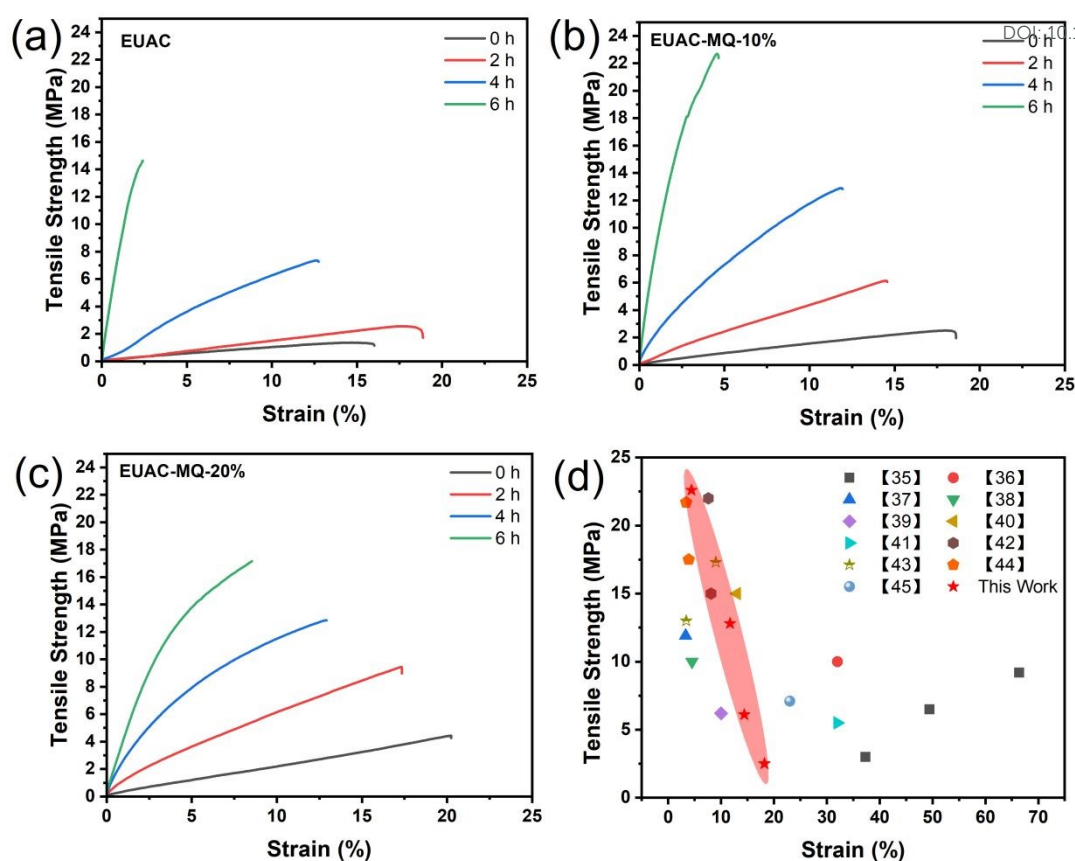 (a)
EUAC
0 h
2 h
4 h
6 h
24
22
20
18
16
14
12
10
8
6
4
2
0
Tensile Strength (MPa)
0 5 10 15 20 25
Strain (%)
(b)
EUAC-MQ-10%
DOI: 10.1
0 h
2 h
4 h
6 h
24
22
20
18
16
14
12
10
8
6
4
2
0
Tensile Strength (MPa)
0 5 10 15 20 25
Strain (%)
(c)
EUAC-MQ-20%
0 h
2 h
4 h
6 h
24
22
20
18
16
14
12
10
8
6
4
2
0
Tensile Strength (MPa)
0 5 10 15 20 25
Strain (%)
(d)
【35】 【36】
【37】 【38】
【39】 【40】
【41】 【42】
【43】 【44】
【45】 This Work
25
20
15
10
5
0
Tensile Strength (MPa)
0 10 20 30 40 50 60 70
Strain (%)